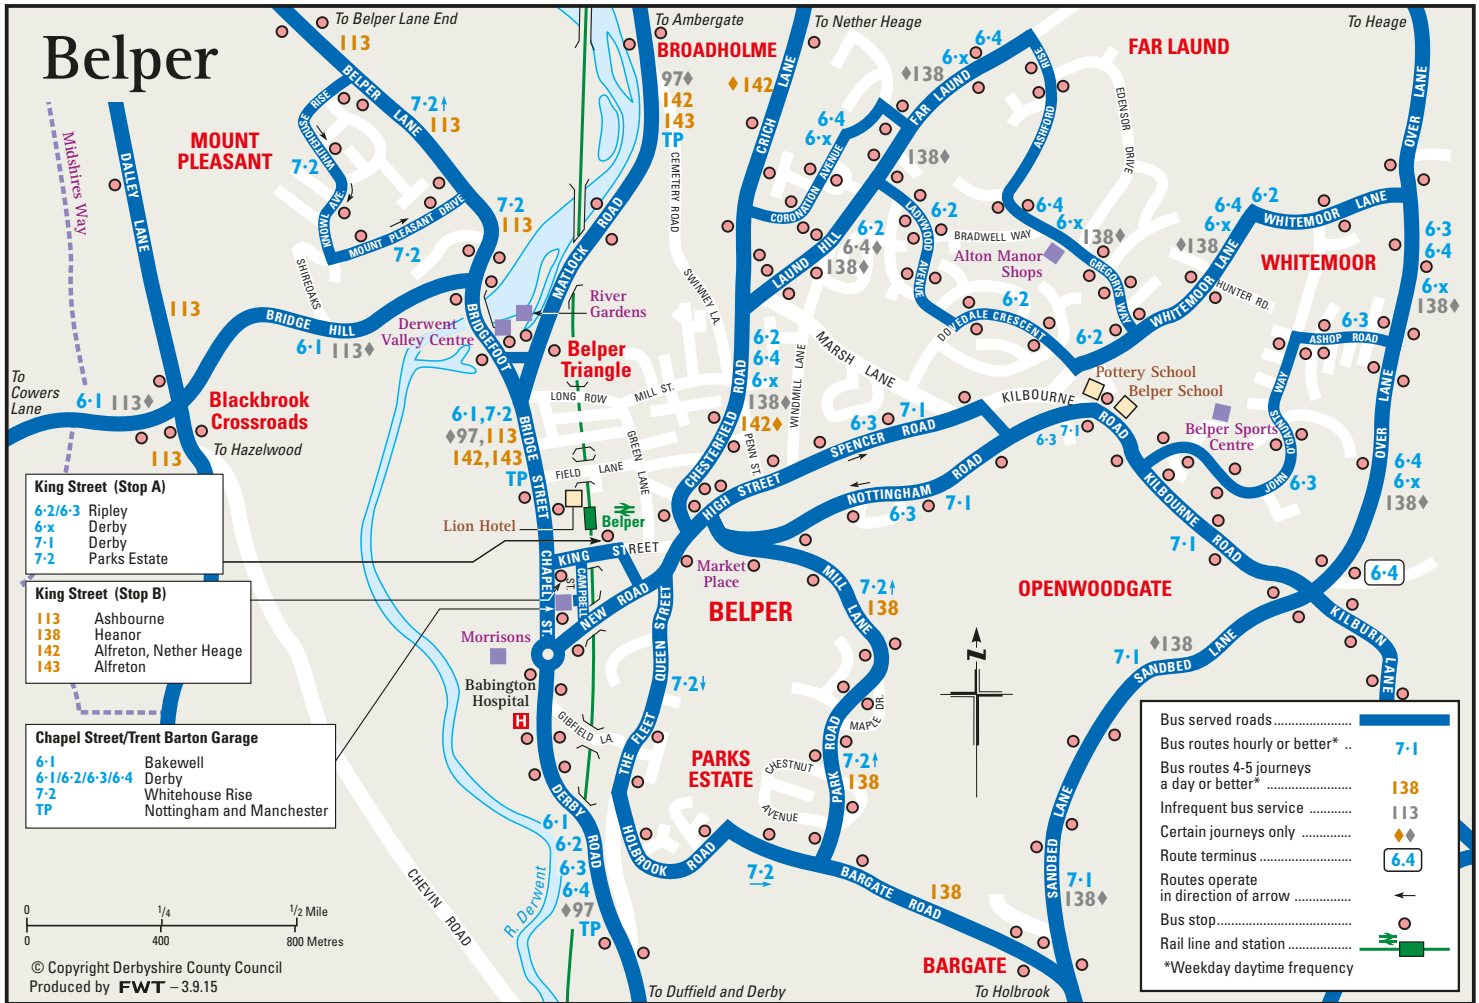 Belper
To Belper Lane End
To Ambergate
To Nether Heage
To Heage
BROADHOLME
FAR LAUND
113
BELPER LANE
7·2↑
113
MOUNT
PLEASANT
WHITEHOUSE RISE
7·2
KNOWL AVE.
MOUNT PLEASANT DRIVE
7·2
7·2
113
Midshires Way
DALLEY LANE
113
SHIREOAKS
BRIDGE HILL
6·1 113♦
To
Cowers
Lane
6·1 113♦
Blackbrook
Crossroads
To Hazelwood
113
97♦
142
143
TP
♦142
CEMETERY ROAD
CRICH LANE
MATLOCK ROAD
SWINNEY LA.
River
Gardens
Derwent
Valley Centre
BRIDGEFOOT
Belper
Triangle
LONG ROW
MILL ST.
GREEN LANE
FIELD LANE
6·1,7·2
♦97,113
142,143
TP
BRIDGE STREET
Lion Hotel
Belper
6·4
6·x
♦138
FAR LAUND
6·4
6·x
RISE
ASHFORD
EDENSOR DRIVE
6·4
6·x
CORONATION AVENUE
138♦
LAUND HILL
6·2
6·4♦
138♦
LADYWOOD AVENUE
6·2
BRADWELL WAY
Alton Manor
Shops
6·4
6·x
138♦
GREGORYS WAY
6·2
DOVEDALE CRESCENT
6·2
WHITEMOOR LANE
♦138
6·4
6·x
6·2
WHITEMOOR LANE
HUNTER RD.
WHITEMOOR
OVER LANE
6·3
6·4
6·x
138♦
6·3
ASHOP ROAD
JOHN O'GAUNTS WAY
6·3
OVER LANE
6·4
6·x
138♦
Belper Sports
Centre
Pottery School
Belper School
MARSH LANE
WINDMILL LANE
PENN ST.
6·2
6·4
6·x
138♦
142♦
CHESTERFIELD ROAD
KILBOURNE
ROAD
6·3 7·1
6·3
7·1
SPENCER ROAD
HIGH STREET
NOTTINGHAM ROAD
6·3
7·1
KILBOURNE ROAD
7·1
OPENWOODGATE
6·4
KILBURN LANE
♦138
7·1
SANDBED LANE
SANDBED LANE
7·1
138♦
King Street (Stop A)
6·2/6·3 Ripley
6·x Derby
7·1 Derby
7·2 Parks Estate
King Street (Stop B)
113 Ashbourne
138 Heanor
142 Alfreton, Nether Heage
143 Alfreton
Chapel Street/Trent Barton Garage
6·1 Bakewell
6·1/6·2/6·3/6·4 Derby
7·2 Whitehouse Rise
TP Nottingham and Manchester
KING STREET
CHAPEL ST.
CAMPBELL ST.
NEW ROAD
Market
Place
BELPER
MILL LANE
7·2↑
138
Morrisons
Babington
Hospital
H
GIBFIELD LA.
QUEEN STREET
7·2↓
THE FLEET
HOLBROOK ROAD
PARKS
ESTATE
MAPLE DR.
CHESTNUT
AVENUE
PARK ROAD
7·2↑
138
7·2
→
BARGATE ROAD
138
BARGATE
DERBY ROAD
6·1
6·2
6·3
6·4
♦97
TP
R. Derwent
CHEVIN ROAD
To Duffield and Derby
To Holbrook
0 1/4 1/2 Mile
0 400 800 Metres
© Copyright Derbyshire County Council
Produced by FWT – 3.9.15
Bus served roads
Bus routes hourly or better* .. 7·1
Bus routes 4-5 journeys
a day or better* 138
Infrequent bus service 113
Certain journeys only ♦♦
Route terminus 6.4
Routes operate
in direction of arrow ←
Bus stop
Rail line and station
*Weekday daytime frequency
N